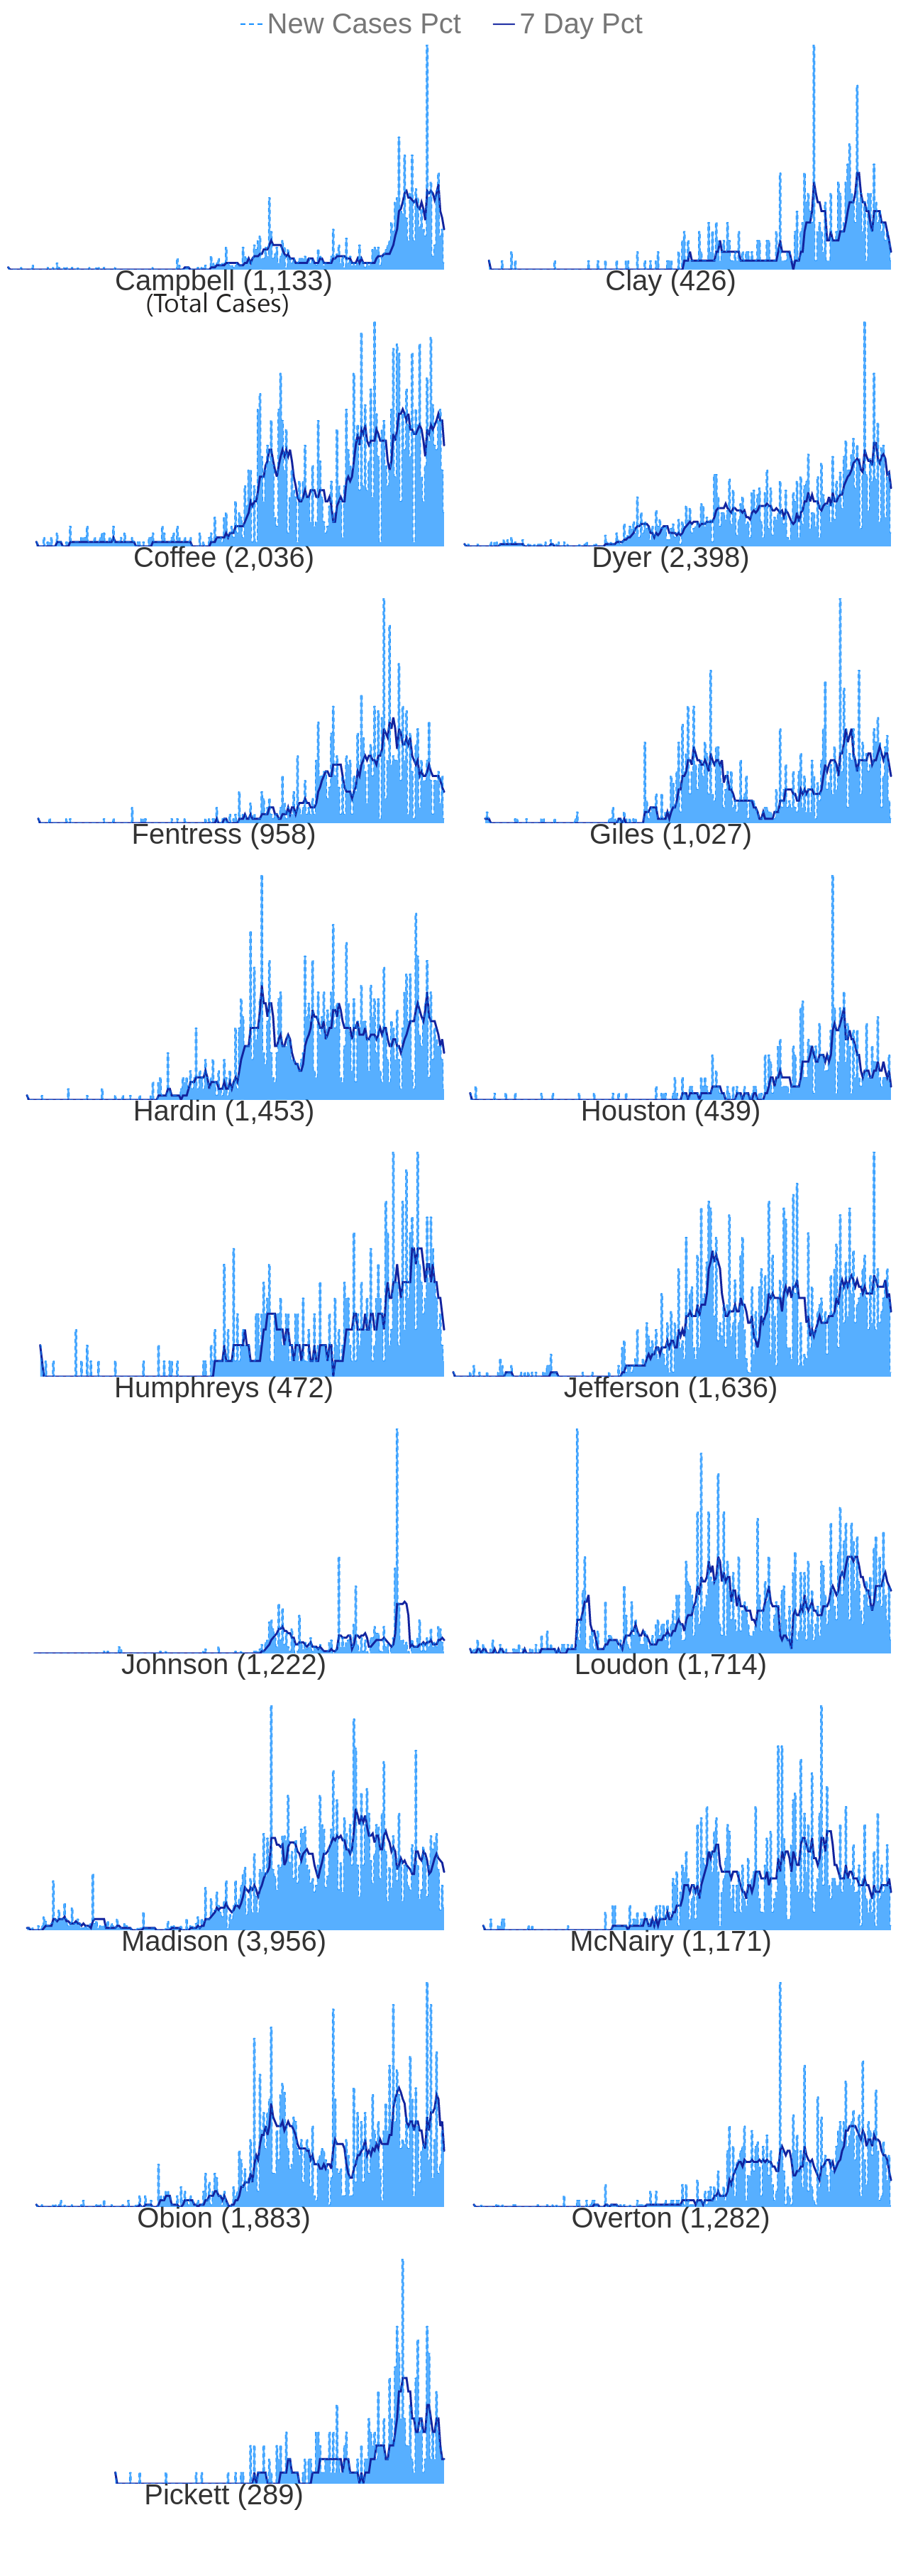 New Cases Pct 7 Day Pct
Campbell (1,133) Clay (426)
(Total Cases)
Coffee (2,036) Dyer (2,398)
Fentress (958) Giles (1,027)
Hardin (1,453) Houston (439)
Humphreys (472) Jefferson (1,636)
Johnson (1,222) Loudon (1,714)
Madison (3,956) McNairy (1,171)
Obion (1,883) Overton (1,282)
Pickett (289)